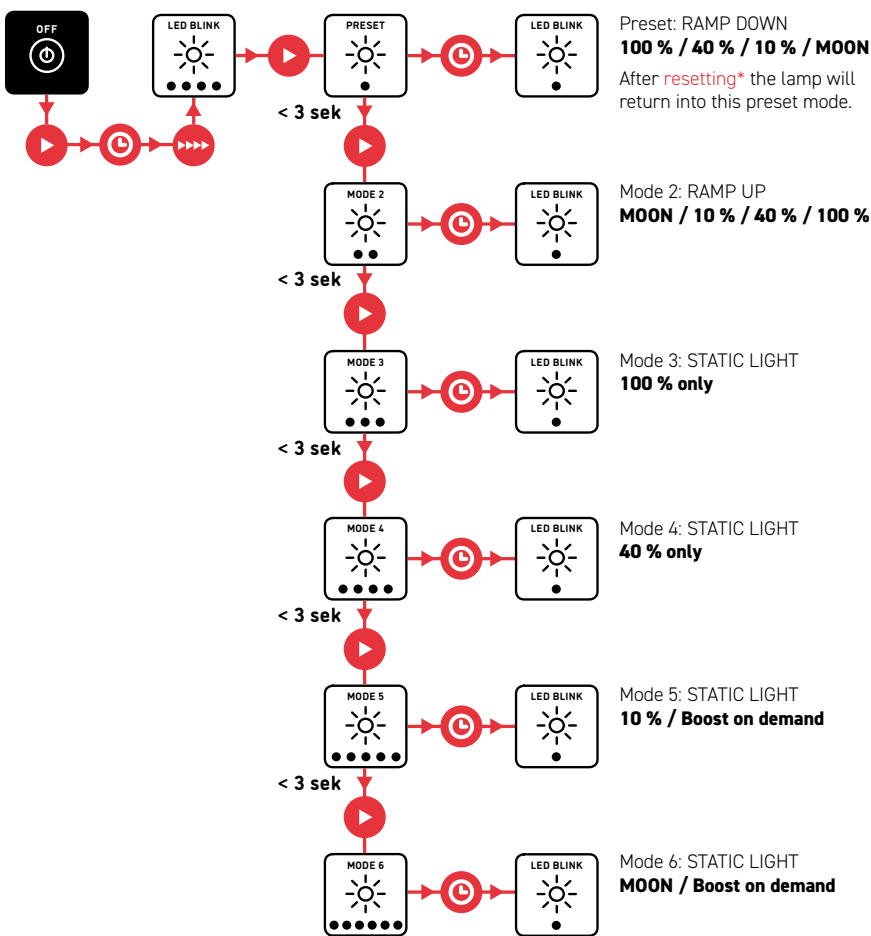 OFF
LED BLINK
PRESET
LED BLINK
Preset: RAMP DOWN
100 % / 40 % / 10 % / MOON
After resetting* the lamp will
return into this preset mode.
< 3 sek
MODE 2
LED BLINK
Mode 2: RAMP UP
MOON / 10 % / 40 % / 100 %
< 3 sek
MODE 3
LED BLINK
Mode 3: STATIC LIGHT
100 % only
< 3 sek
MODE 4
LED BLINK
Mode 4: STATIC LIGHT
40 % only
< 3 sek
MODE 5
LED BLINK
Mode 5: STATIC LIGHT
10 % / Boost on demand
< 3 sek
MODE 6
LED BLINK
Mode 6: STATIC LIGHT
MOON / Boost on demand